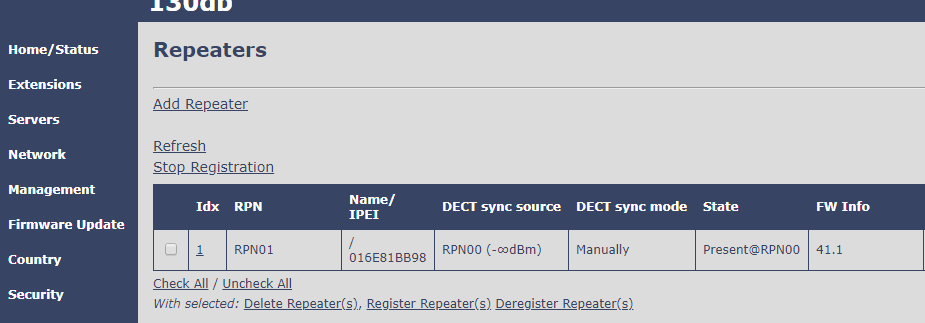 130db
Home/Status
Extensions
Servers
Network
Management
Firmware Update
Country
Security
Repeaters
Add Repeater
Refresh
Stop Registration
Idx RPN Name/ IPEI DECT sync source DECT sync mode State FW Info
1 RPN01 / 016E81BB98 RPN00 (-∞dBm) Manually Present@RPN00 41.1
Check All / Uncheck All
With selected: Delete Repeater(s), Register Repeater(s) Deregister Repeater(s)